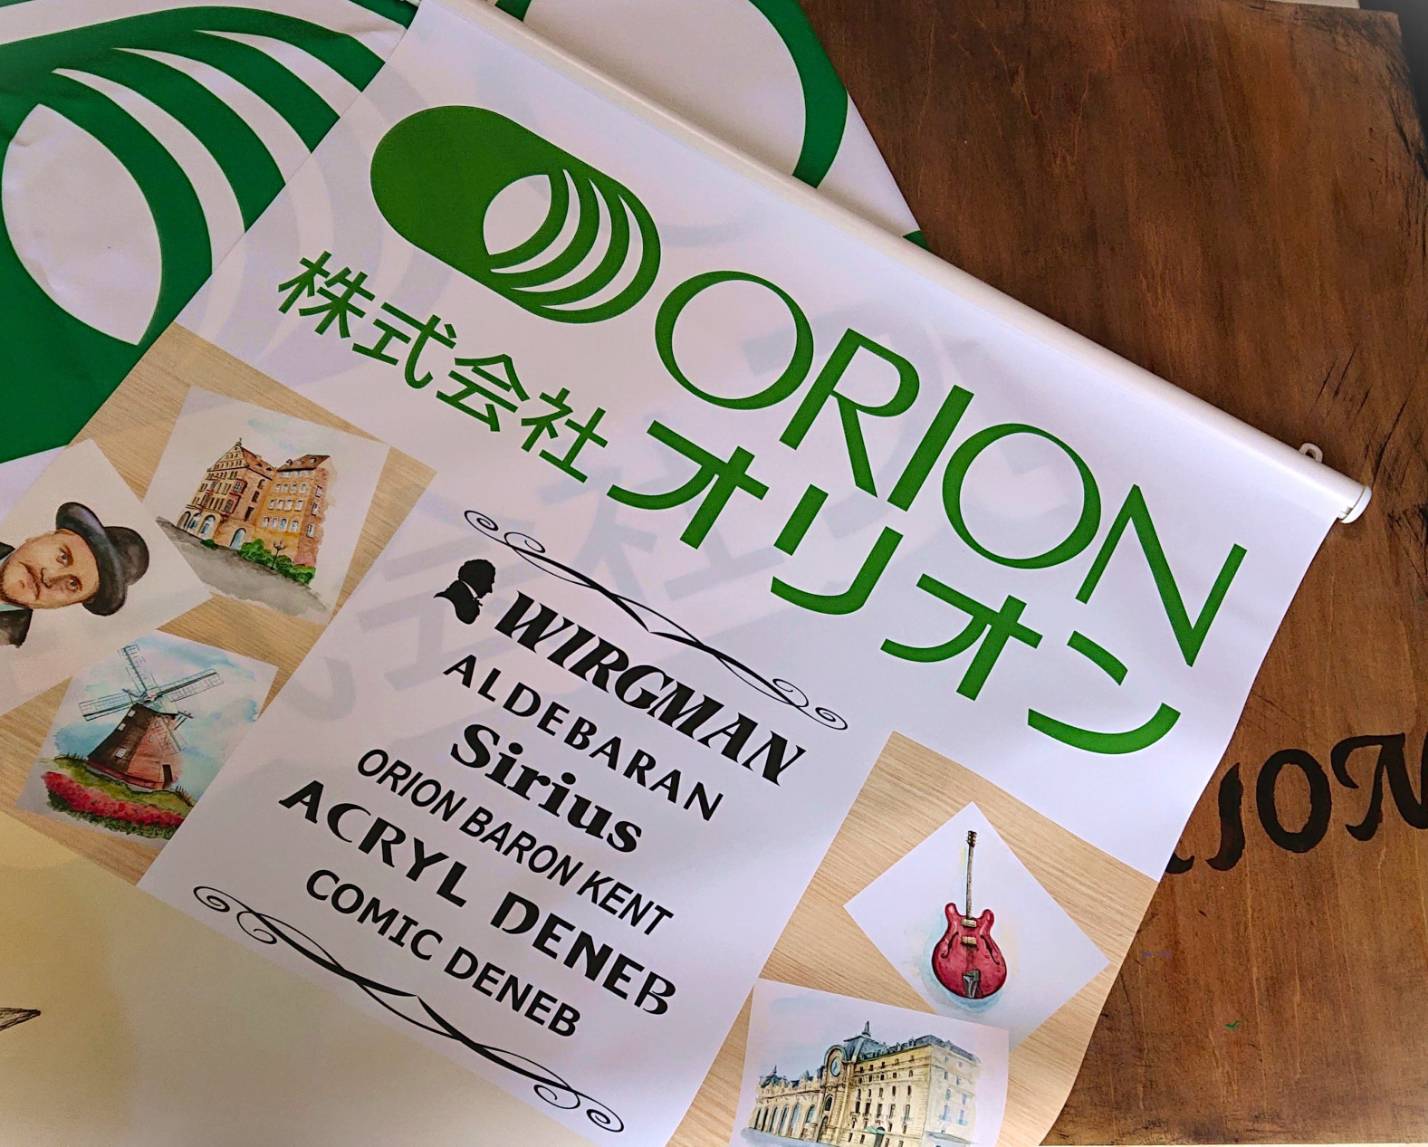 ORION
株式会社オリオン
WIRGMAN
ALDEBARAN
Sirius
ORION BARON KENT
ACRYL DENEB
COMIC DENEB
ION